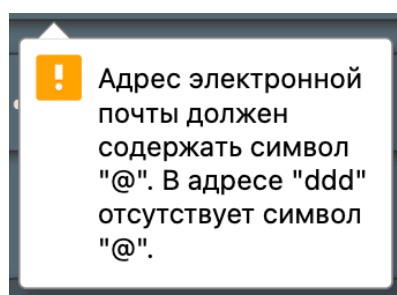 Адрес электронной
почты должен
содержать символ
"@". В адресе "ddd"
отсутствует символ
"@".